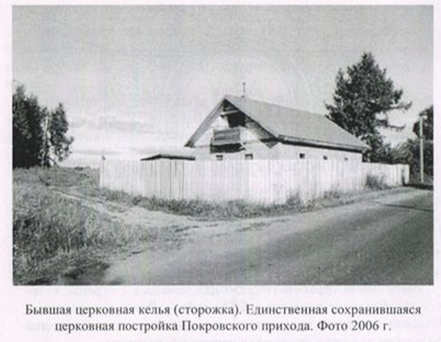 Бывшая церковная келья (сторожка). Единственная сохранившаяся
церковная постройка Покровского прихода. Фото 2006 г.